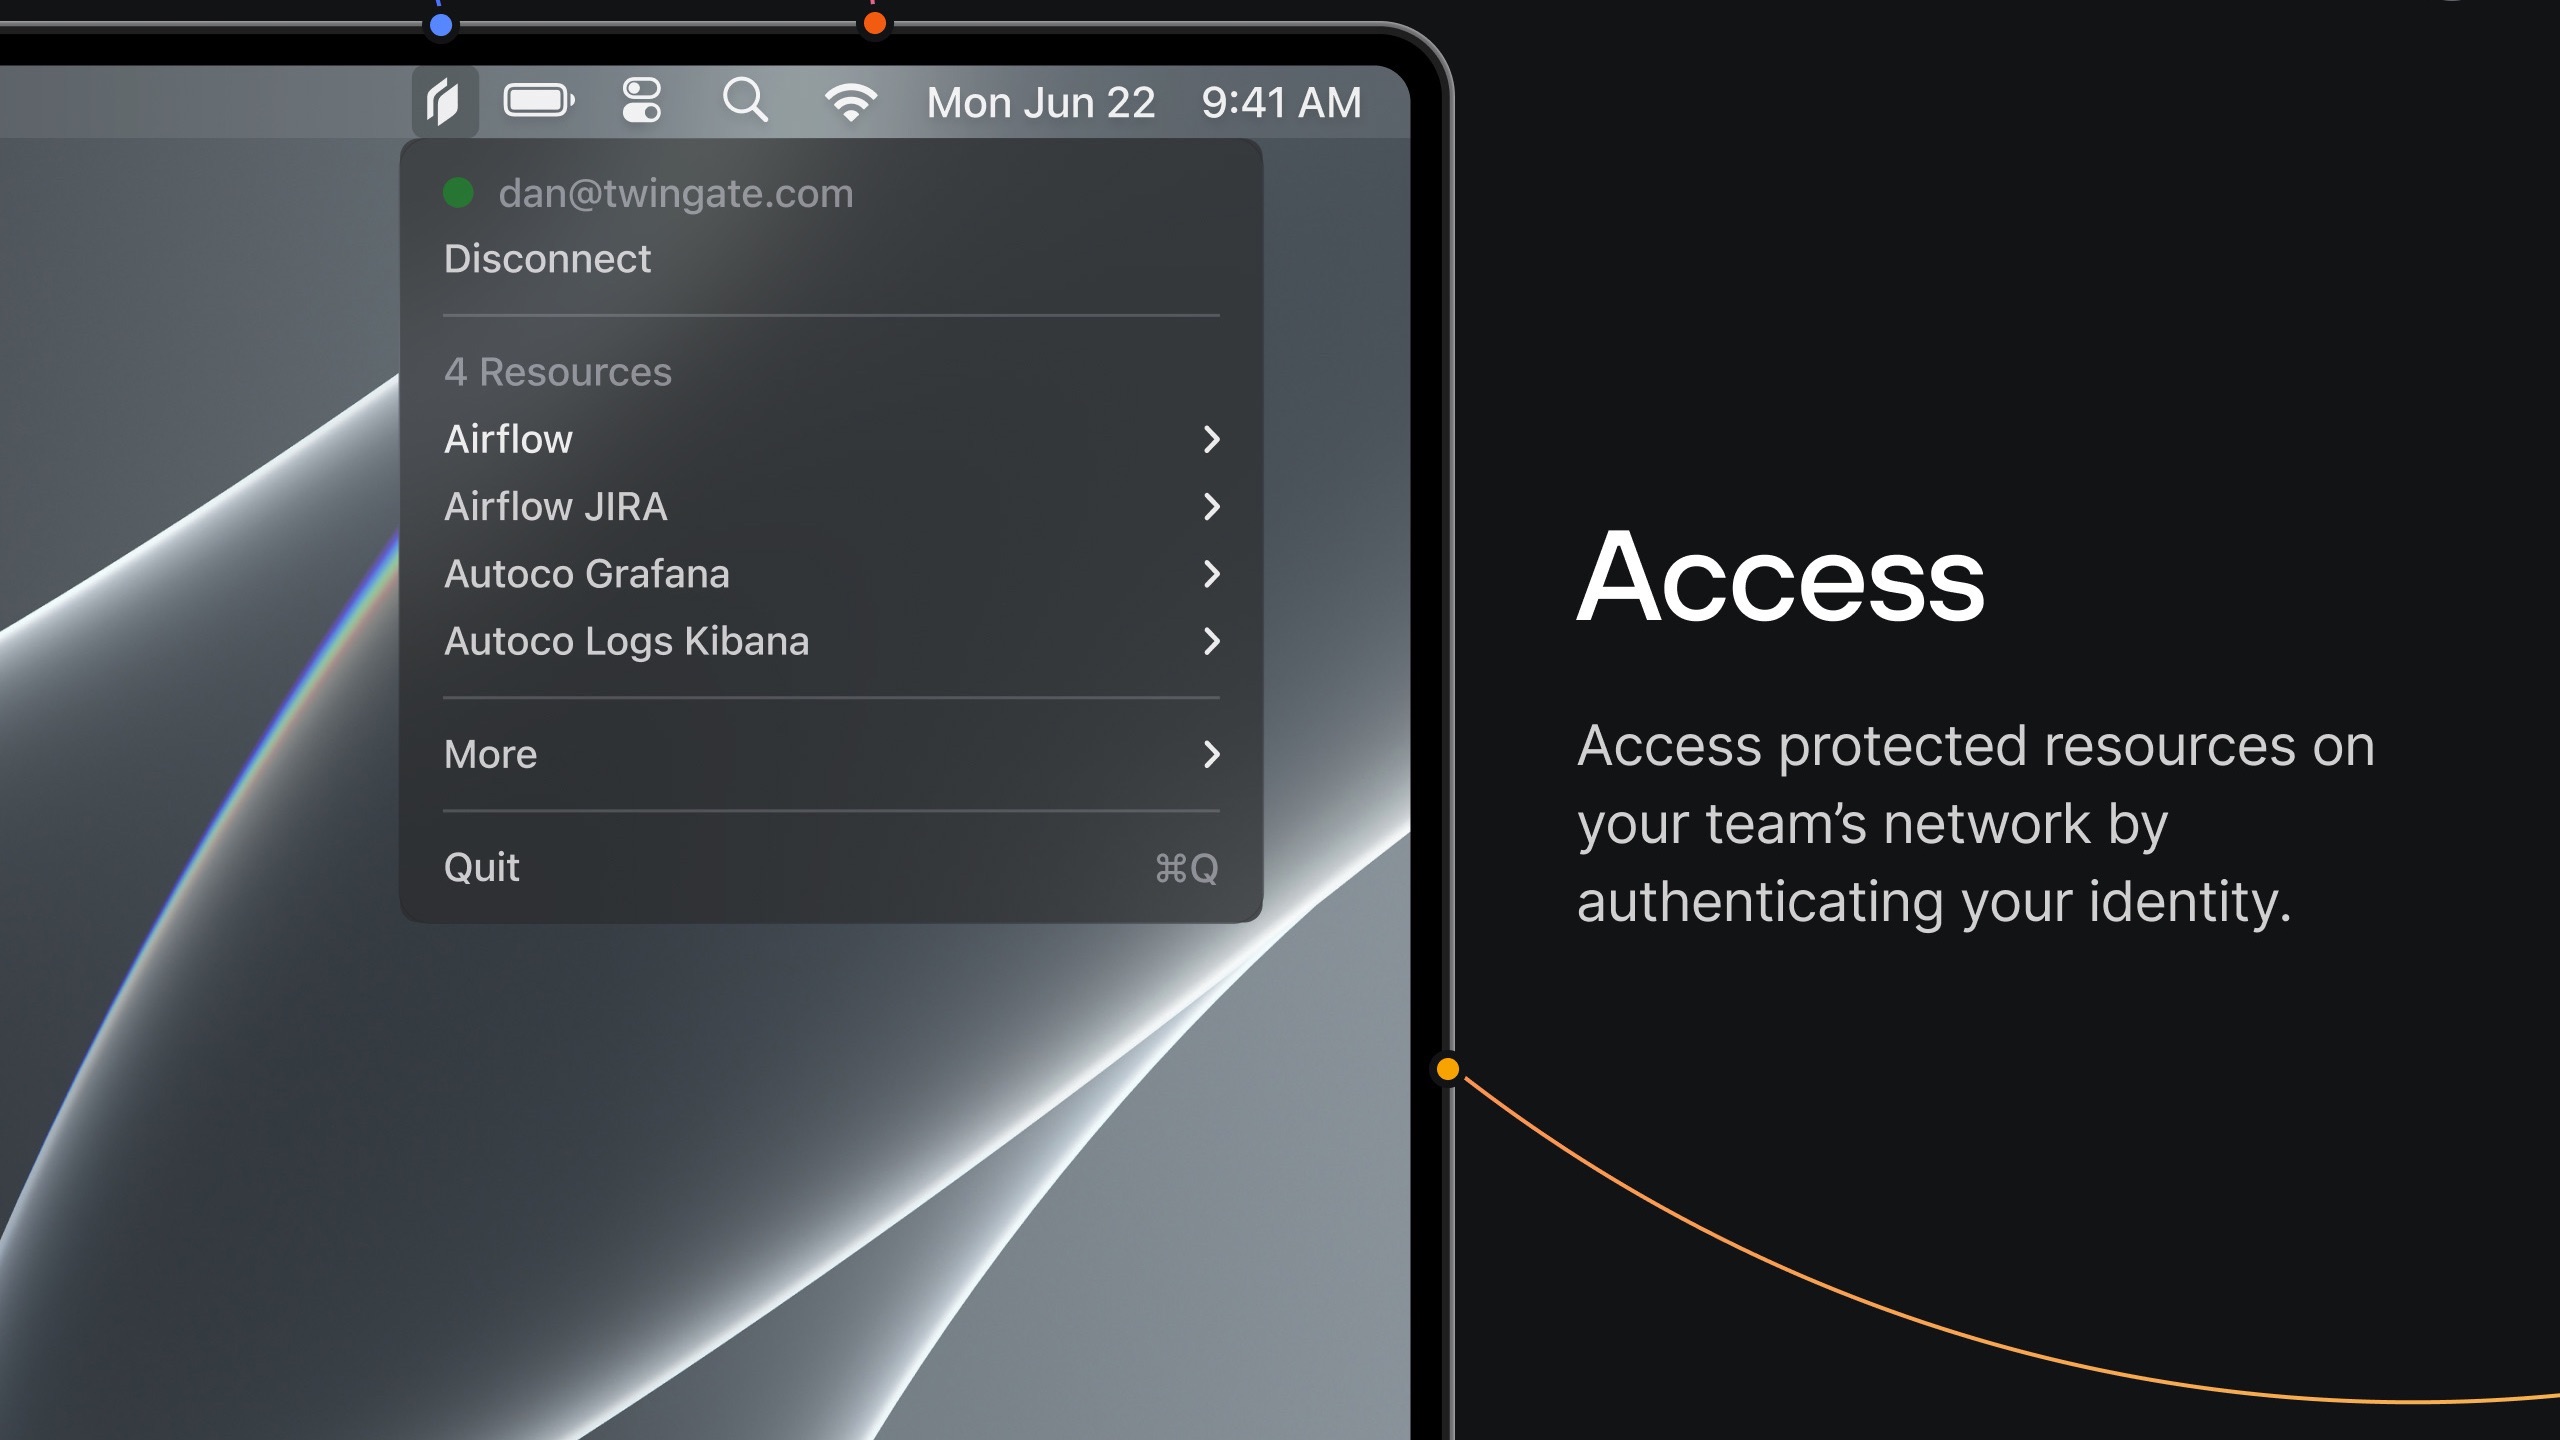 Mon Jun 22 9:41 AM
dan@twingate.com
Disconnect
4 Resources
Airflow
Airflow JIRA
Autoco Grafana
Autoco Logs Kibana
More
Quit ⌘Q
Access
Access protected resources on
your team’s network by
authenticating your identity.